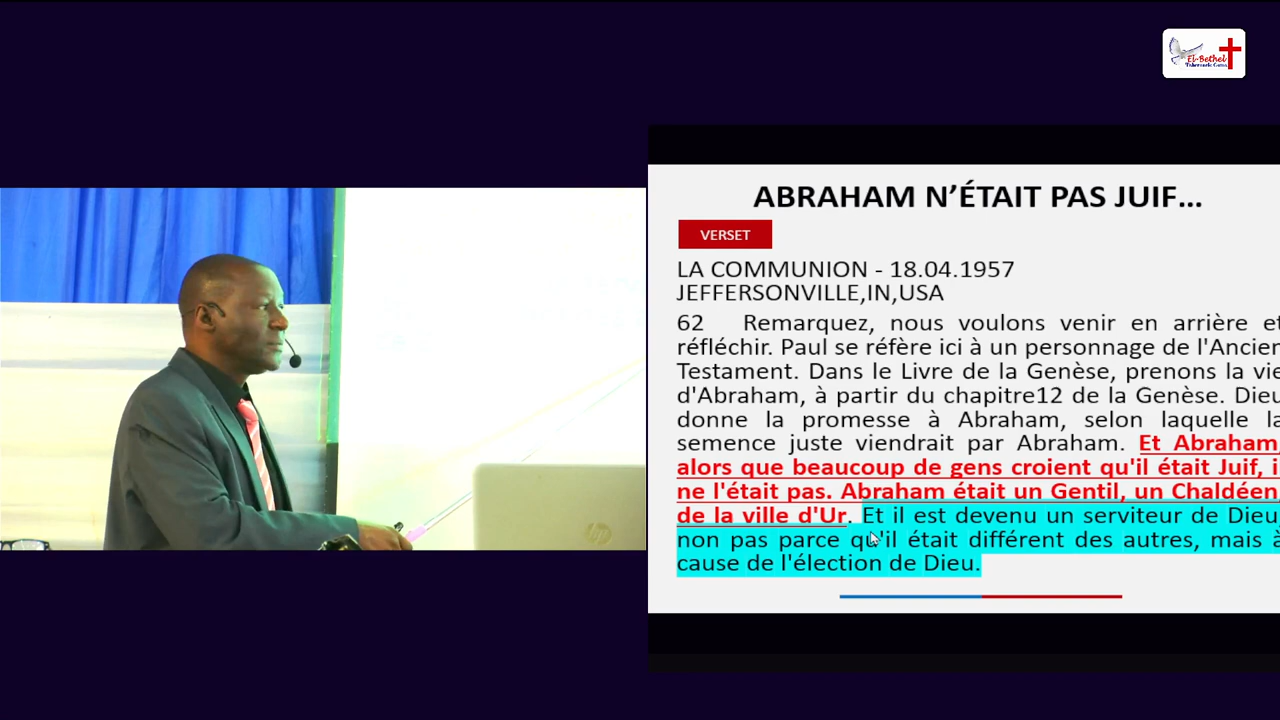 El-Bethel
ABRAHAM N’ÉTAIT PAS JUIF...
VERSET
LA COMMUNION - 18.04.1957
JEFFERSONVILLE,IN,USA
62 Remarquez, nous voulons venir en arrière et
réfléchir. Paul se réfère ici à un personnage de l'Ancien
Testament. Dans le Livre de la Genèse, prenons la vie
d'Abraham, à partir du chapitre12 de la Genèse. Dieu
donne la promesse à Abraham, selon laquelle la
semence juste viendrait par Abraham. Et Abraham,
alors que beaucoup de gens croient qu'il était Juif, i
ne l'était pas. Abraham était un Gentil, un Chaldéen,
de la ville d'Ur. Et il est devenu un serviteur de Dieu
non pas parce qu'il était différent des autres, mais à
cause de l'élection de Dieu.
hp